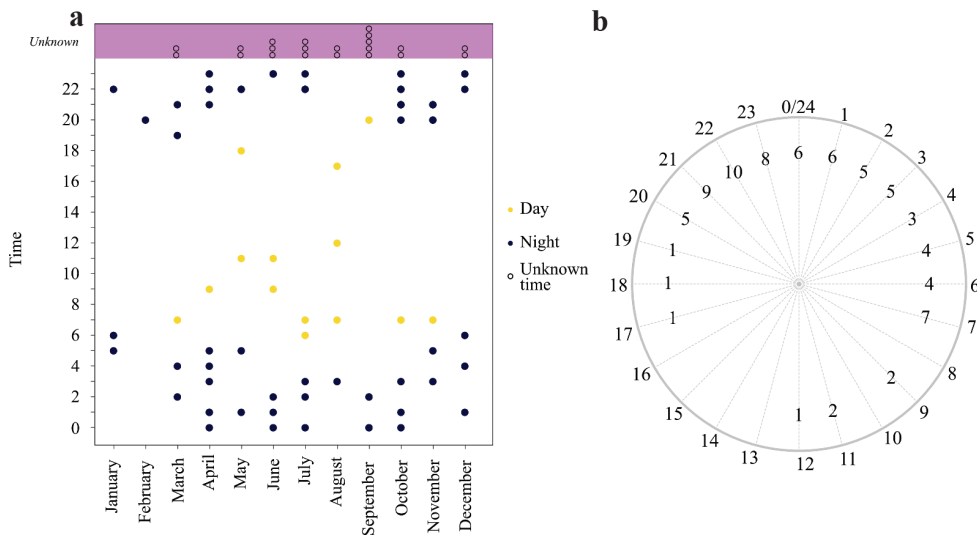 a
Unknown
22
20
18
16
14
12
10
8
6
4
2
0
Time
January
February
March
April
May
June
July
August
September
October
November
December
Day
Night
Unknown
time
b
0/24
1
2
3
4
5
6
7
8
9
10
11
12
13
14
15
16
17
18
19
20
21
22
23
6
6
5
5
3
4
4
7
2
2
1
1
1
1
5
9
10
8